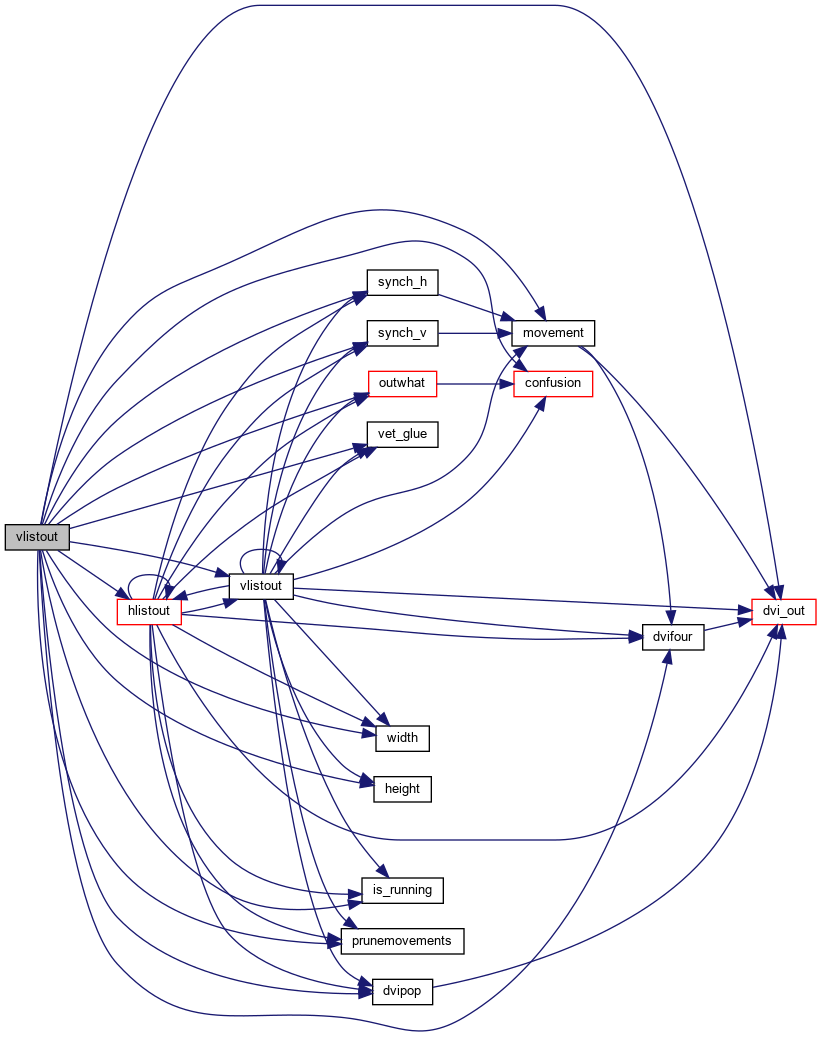 synch_h
synch_v
movement
outwhat
confusion
vet_glue
vlistout
vlistout
hlistout
dvi_out
dvifour
width
height
is_running
prunemovements
dvipop